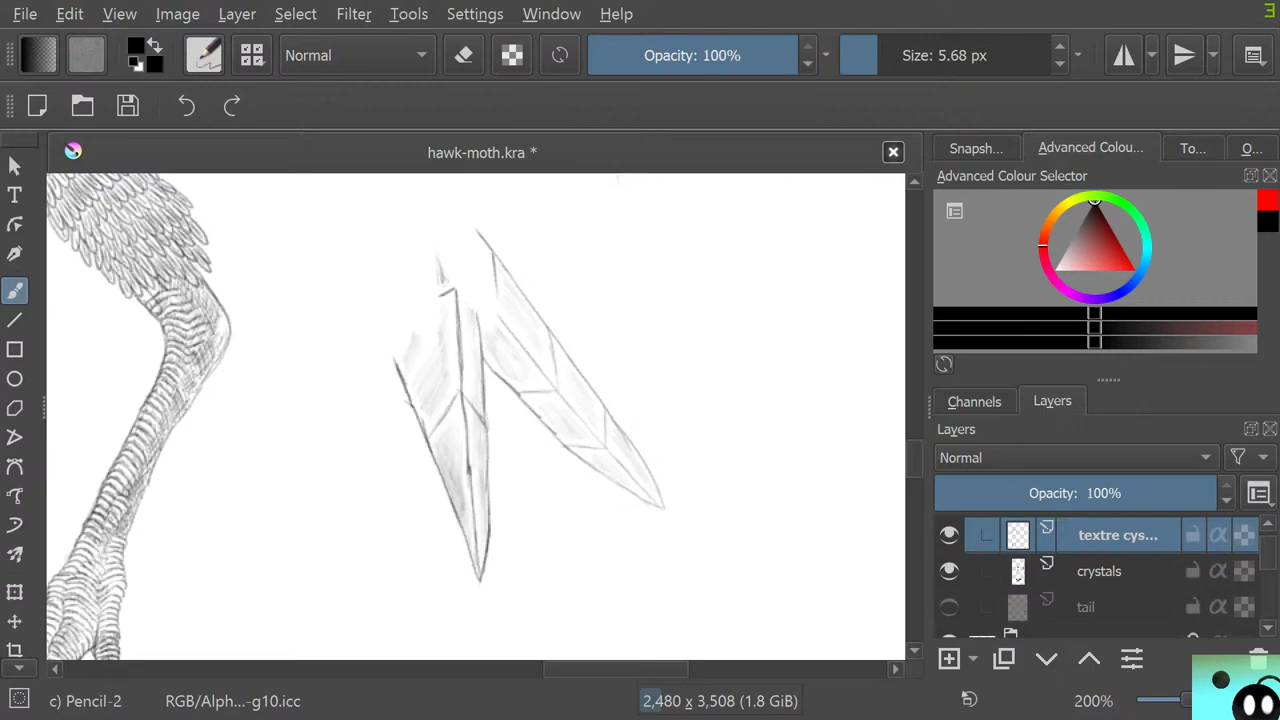 File Edit View Image Layer Select Filter Tools Settings Window Help
3
Normal
Opacity: 100%
Size: 5.68 px
hawk-moth.kra *
Snapsh...
Advanced Colou...
To...
O...
Advanced Colour Selector
Channels
Layers
Layers
Normal
Opacity: 100%
textre cys...
crystals
tail
c) Pencil-2
RGB/Alph...-g10.icc
2,480 x 3,508 (1.8 GiB)
200%